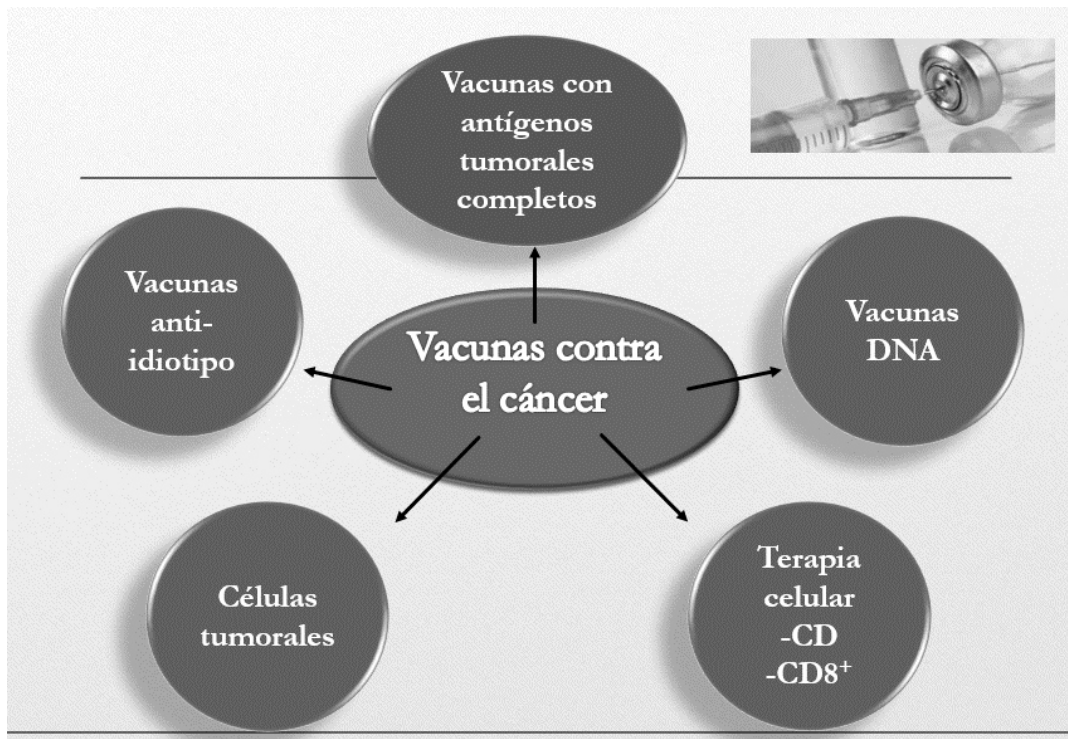 Vacunas con
antígenos
tumorales
completos
Vacunas
anti-
idiotipo
Vacunas contra
el cáncer
Vacunas
DNA
Células
tumorales
Terapia
celular
-CD
-CD8⁺